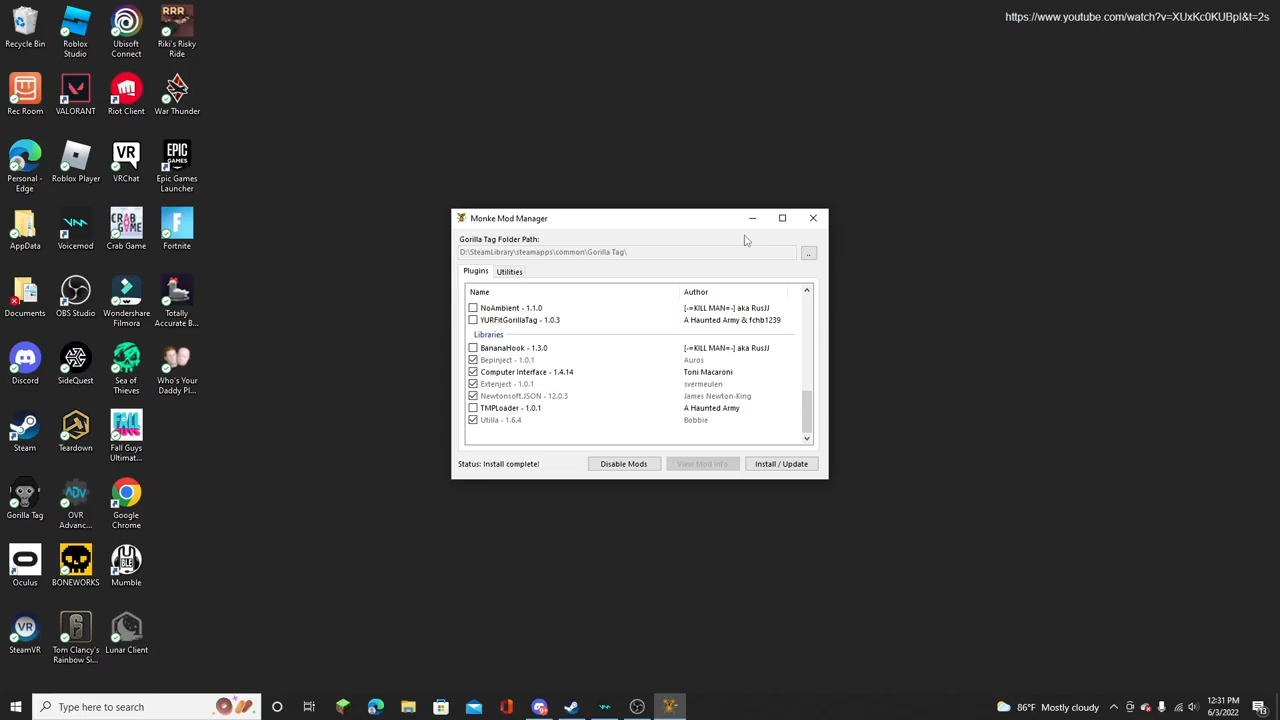 https://www.youtube.com/watch?v=XUxKc0KUBpI&t=2s
Recycle Bin
Roblox Studio
Ubisoft Connect
Riki's Risky Ride
Rec Room
VALORANT
Riot Client
War Thunder
Personal - Edge
Roblox Player
VRChat
Epic Games Launcher
AppData
Voicemod
Crab Game
Fortnite
Documents
OBS Studio
Wondershare Filmora
Totally Accurate B...
Discord
SideQuest
Sea of Thieves
Who's Your Daddy Pl...
Steam
Teardown
Fall Guys Ultimat...
Gorilla Tag
OVR Advanc...
Google Chrome
Oculus
BONEWORKS
Mumble
SteamVR
Tom Clancy's Rainbow Si...
Lunar Client
Monke Mod Manager
Gorilla Tag Folder Path:
D:\SteamLibrary\steamapps\common\Gorilla Tag\
..
Plugins Utilities
Name Author
NoAmbient - 1.1.0 [-=KILL MAN=-] aka RusJJ
YURFitGorillaTag - 1.0.3 A Haunted Army & fchb1239
Libraries
BananaHook - 1.3.0 [-=KILL MAN=-] aka RusJJ
Bepinject - 1.0.1 Auros
Computer Interface - 1.4.14 Toni Macaroni
Extenject - 1.0.1 svermeulen
Newtonsoft.JSON - 12.0.3 James Newton-King
TMPLoader - 1.0.1 A Haunted Army
Utilla - 1.6.4 Bobbie
Status: Install complete! Disable Mods View Mod Info Install / Update
Type here to search
86°F Mostly cloudy
12:31 PM
6/3/2022